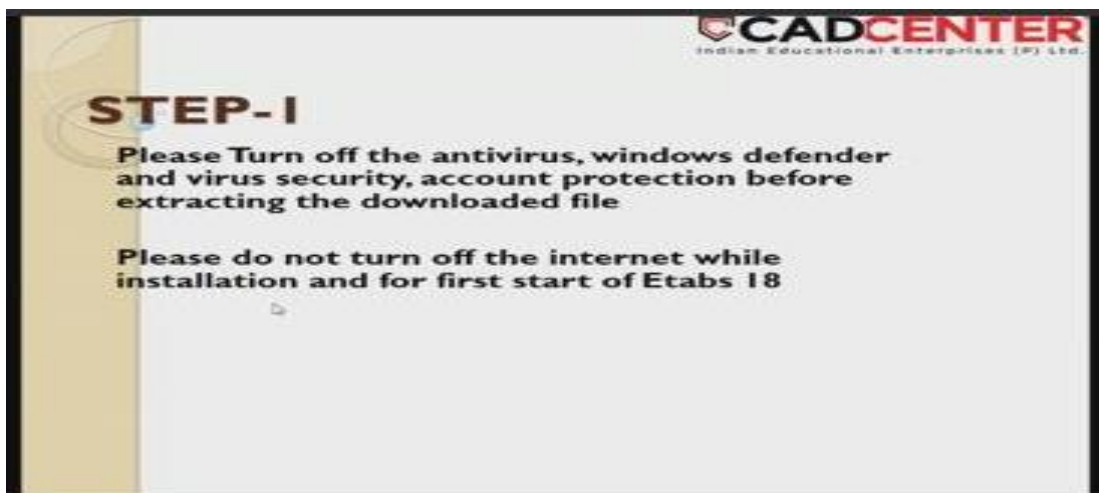 CADCENTER
Indian Educational Enterprises (P) Ltd.
STEP-1
Please Turn off the antivirus, windows defender
and virus security, account protection before
extracting the downloaded file
Please do not turn off the internet while
installation and for first start of Etabs 18